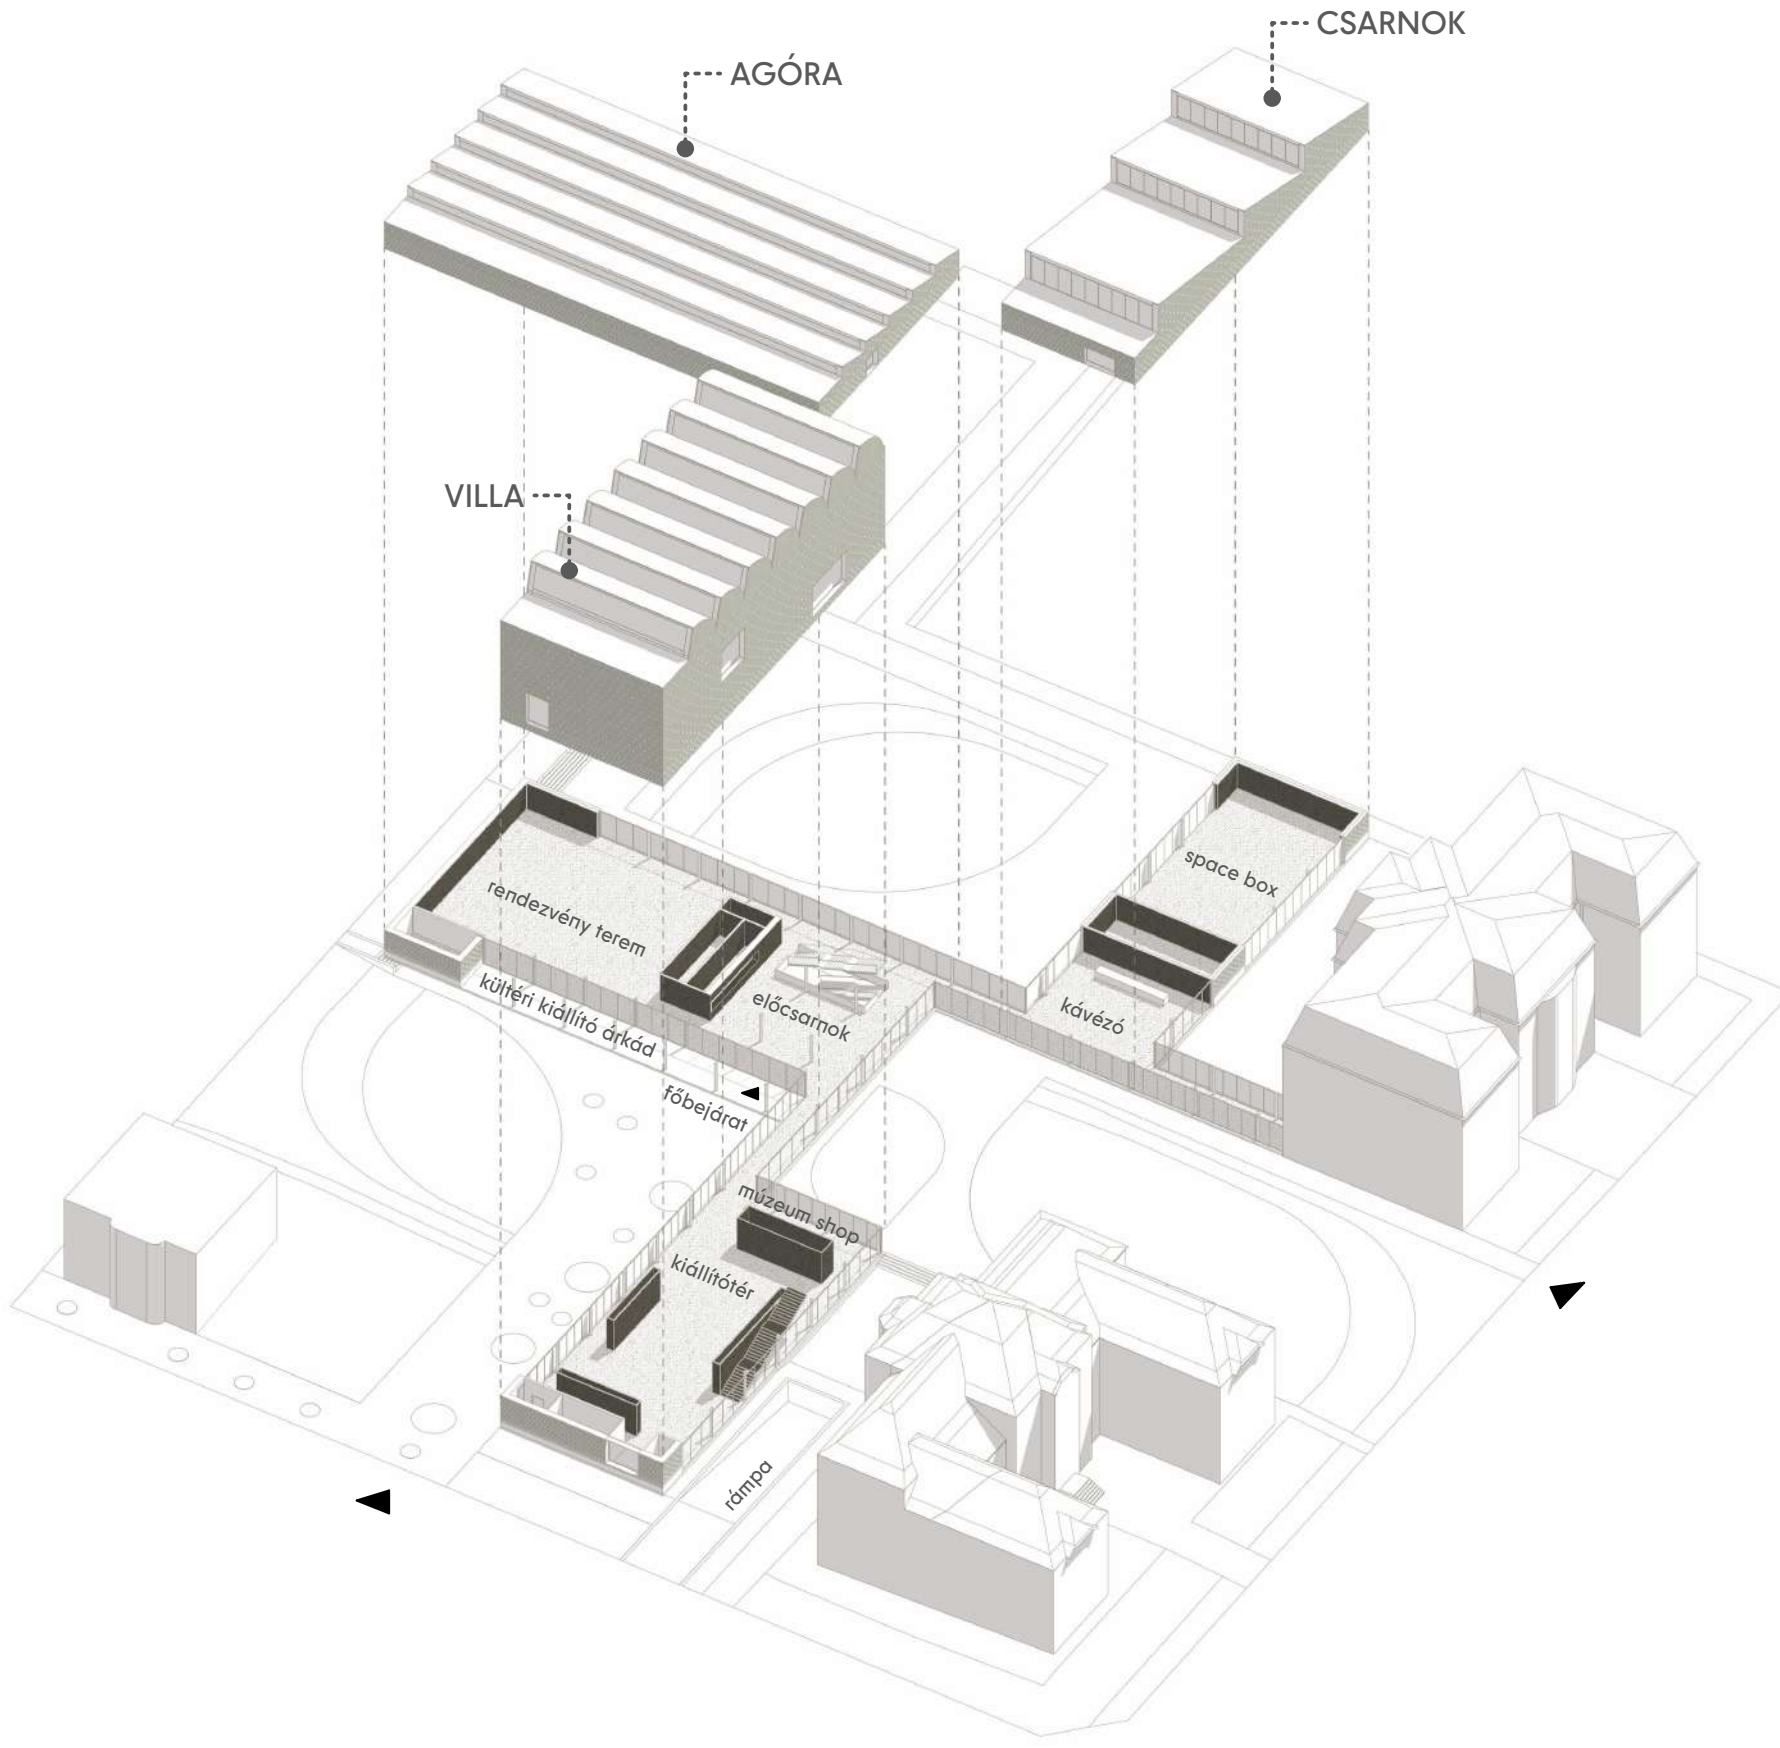 CSARNOK
AGÓRA
VILLA
space box
rendezvény terem
kültéri kiállító árkád
előcsarnok
kávézó
főbejárat
múzeum shop
kiállítótér
rámpa